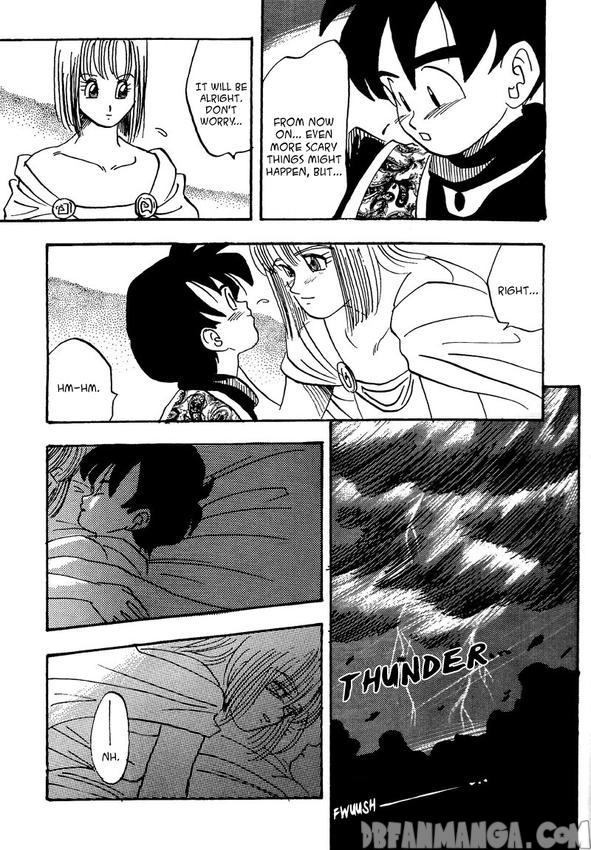 FROM NOW
ON... EVEN
MORE SCARY
THINGS MIGHT
HAPPEN, BUT...
IT WILL BE
ALRIGHT.
DON'T
WORRY...
RIGHT...
HM-HM.
THUNDER...
FWUUSH
NH.
DBFANMANGA.COM